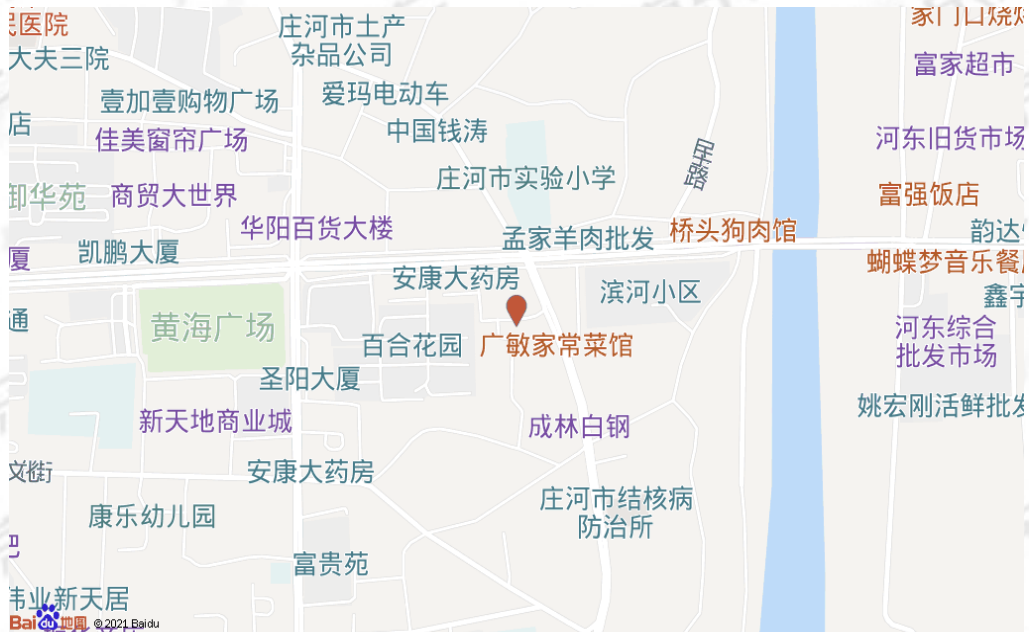 民医院
庄河市土产
杂品公司
家门口烧烤
大夫三院
富家超市
爱玛电动车
壹加壹购物广场
店
中国钱涛
佳美窗帘广场
河东旧货市场
民主路
庄河市实验小学
御华苑
商贸大世界
富强饭店
华阳百货大楼
桥头狗肉馆
孟家羊肉批发
韵达
凯鹏大厦
厦
蝴蝶梦音乐餐
安康大药房
滨河小区
鑫宇
通
黄海广场
河东综合
批发市场
百合花园
广敏家常菜馆
圣阳大厦
姚宏刚活鲜批发
新天地商业城
成林白钢
文街
安康大药房
庄河市结核病
防治所
康乐幼儿园
吧
富贵苑
伟业新天居
Bai du 地图
© 2021 Baidu